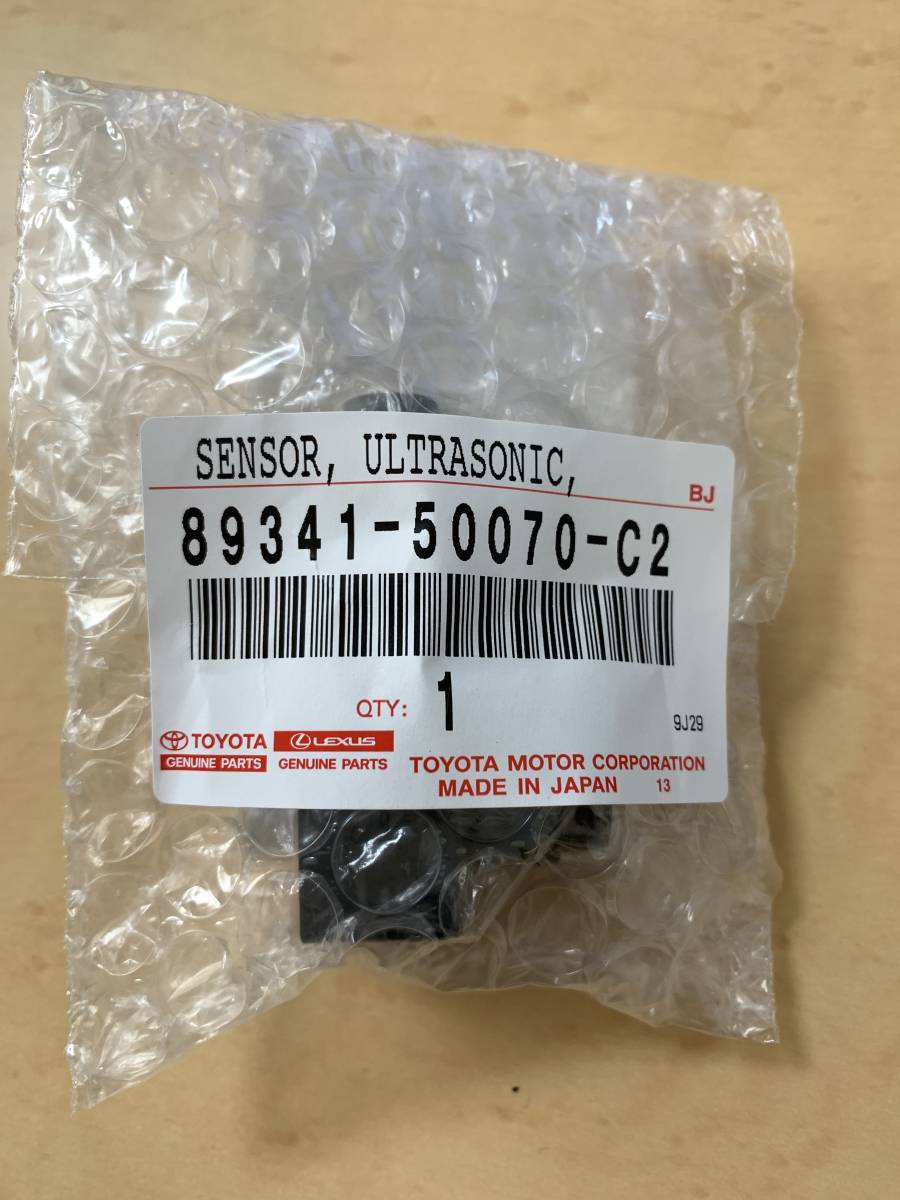 SENSOR, ULTRASONIC,
BJ
89341-50070-C2
QTY: 1
9J29
TOYOTA LEXUS
GENUINE PARTS GENUINE PARTS
TOYOTA MOTOR CORPORATION
MADE IN JAPAN 13